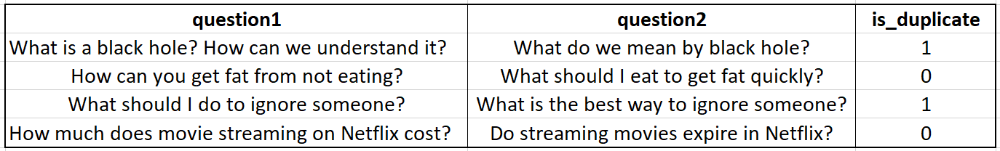 question1 question2 is_duplicate
What is a black hole? How can we understand it? What do we mean by black hole? 1
How can you get fat from not eating? What should I eat to get fat quickly? 0
What should I do to ignore someone? What is the best way to ignore someone? 1
How much does movie streaming on Netflix cost? Do streaming movies expire in Netflix? 0